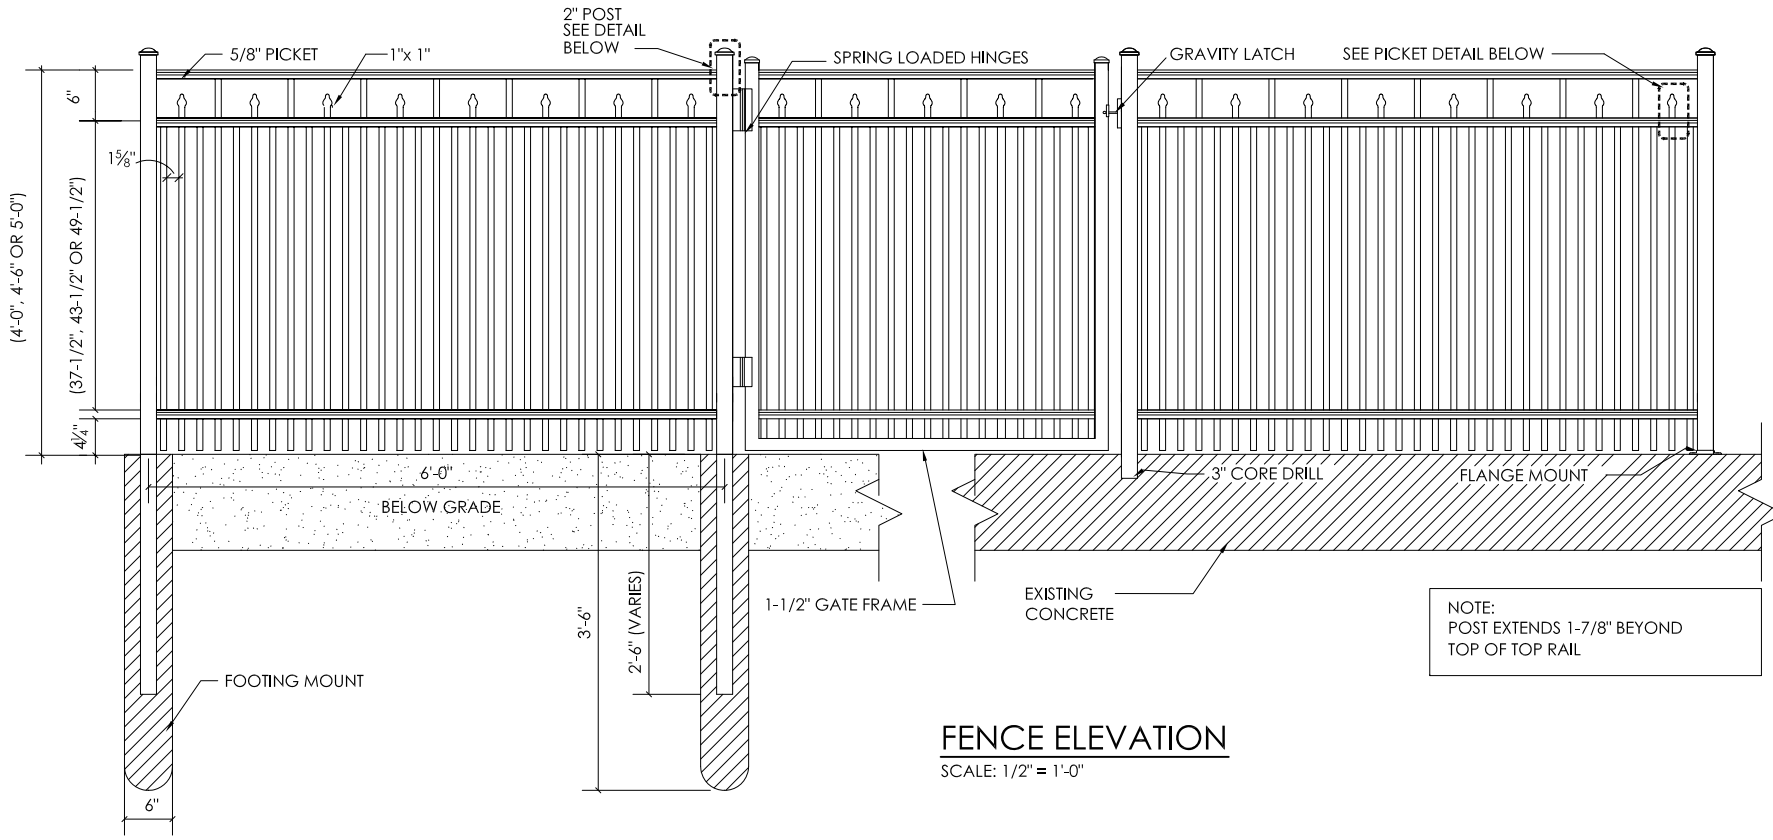 2" POST
SEE DETAIL
BELOW
5/8" PICKET
1"x 1"
SPRING LOADED HINGES
GRAVITY LATCH
SEE PICKET DETAIL BELOW
6"
1⅝"
(4'-0", 4'-6" OR 5'-0")
(37-1/2", 43-1/2" OR 49-1/2")
4¼"
6'-0"
BELOW GRADE
3" CORE DRILL
FLANGE MOUNT
3'-6"
2'-6" (VARIES)
1-1/2" GATE FRAME
EXISTING
CONCRETE
NOTE:
POST EXTENDS 1-7/8" BEYOND
TOP OF TOP RAIL
FOOTING MOUNT
FENCE ELEVATION
SCALE: 1/2" = 1'-0"
6"